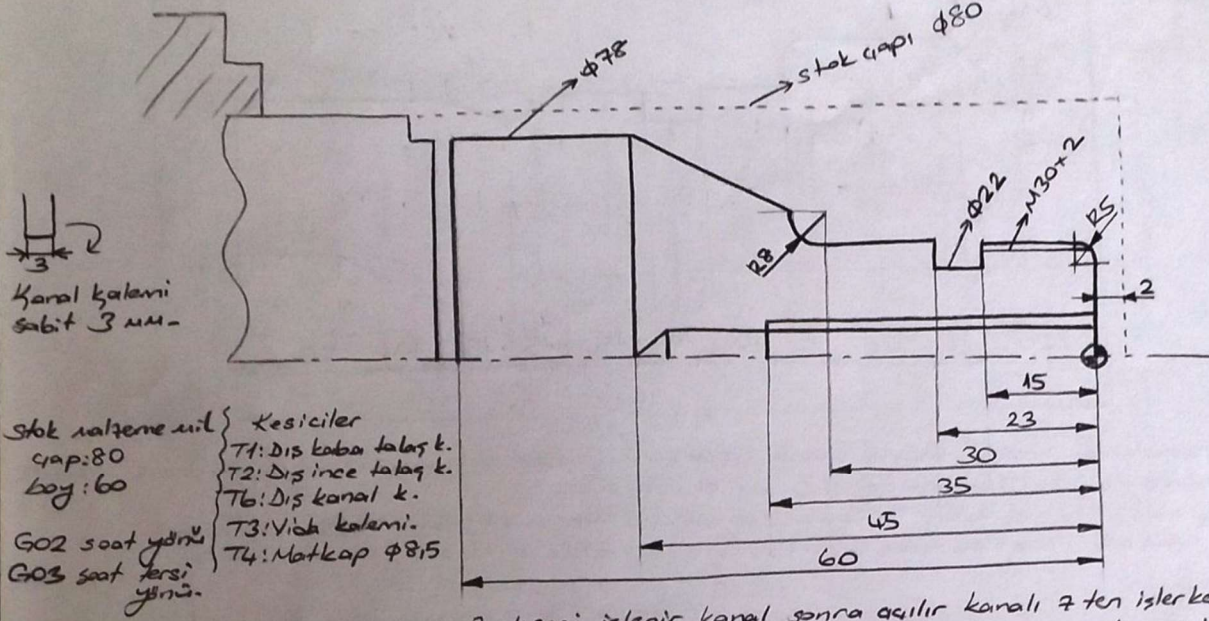 stok çapı ϕ80
ϕ78
ϕ22
M30x2
R5
R8
2
3
Kanal kalemi
sabit 3 mm-
15
23
30
35
45
60
Stok malzeme mil
çap:80
boy:60
G02 saat yönü
G03 saat tersi
yönü-
Kesiciler
T1: Dış kaba talaş k.
T2: Dış ince talaş k.
T6: Dış kanal k.
T3: Vida kalemi.
T4: Matkap ϕ8,5
işlenir kanal sonra açılır kanalı 7 ten